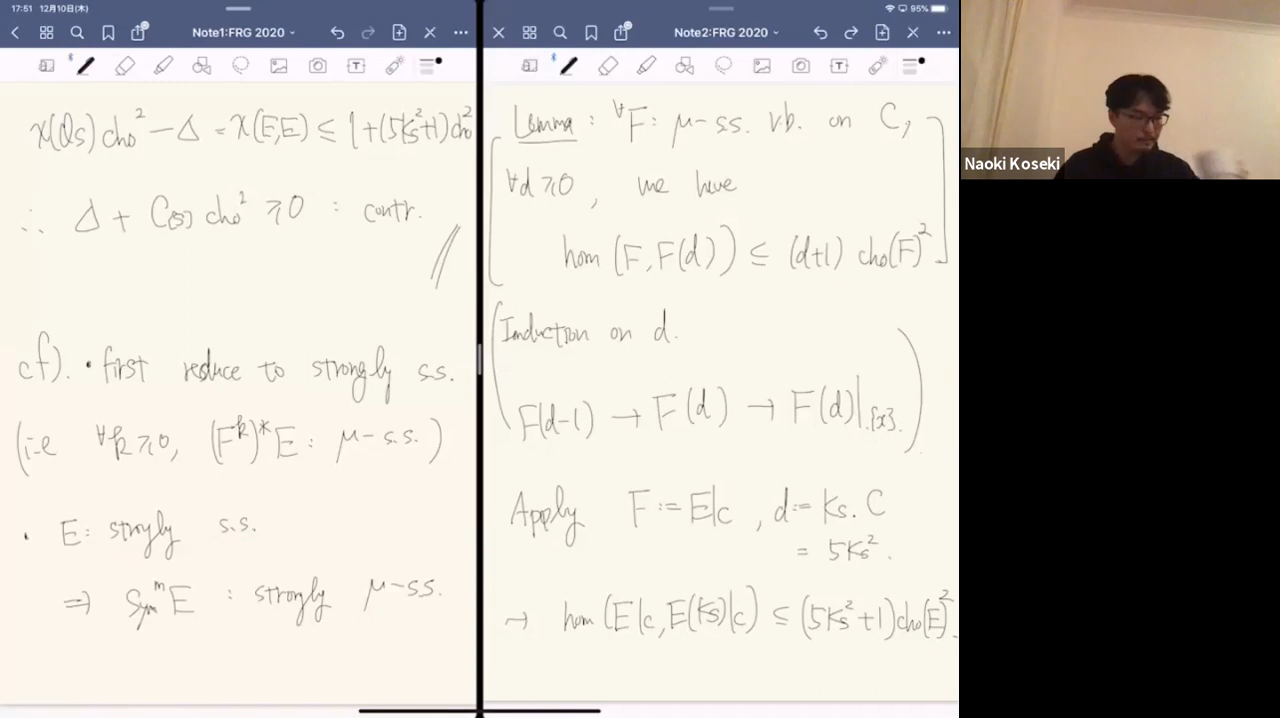 17:51 12月10日(木)
95%
Note1:FRG 2020
Note2:FRG 2020
χ(O_S) ch_0^2 - Δ = χ(E,E) ≤ 1+(5K_S^2+1)ch_0^2
∴ Δ + C[S] ch_0^2 ≥ 0 : contr. //
cf). • first reduce to strongly s.s.
(i.e ∀k ≥ 0, (F^k)^* E : μ-s.s.)
• E: strongly s.s.
⇒ Sym^m E : strongly μ-s.s.
Lemma : ∀F : μ-ss. v.b. on C,
∀d ≥ 0, we have
hom (F, F(d)) ≤ (d+1) ch_0(F)^2
(Induction on d.
F(d-1) → F(d) → F(d)|_{x}.)
Apply F := E|_C, d := K_S . C
= 5K_S^2.
→ hom (E|_C, E(K_S)|_C) ≤ (5K_S^2+1)ch_0(E)^2.
Naoki Koseki